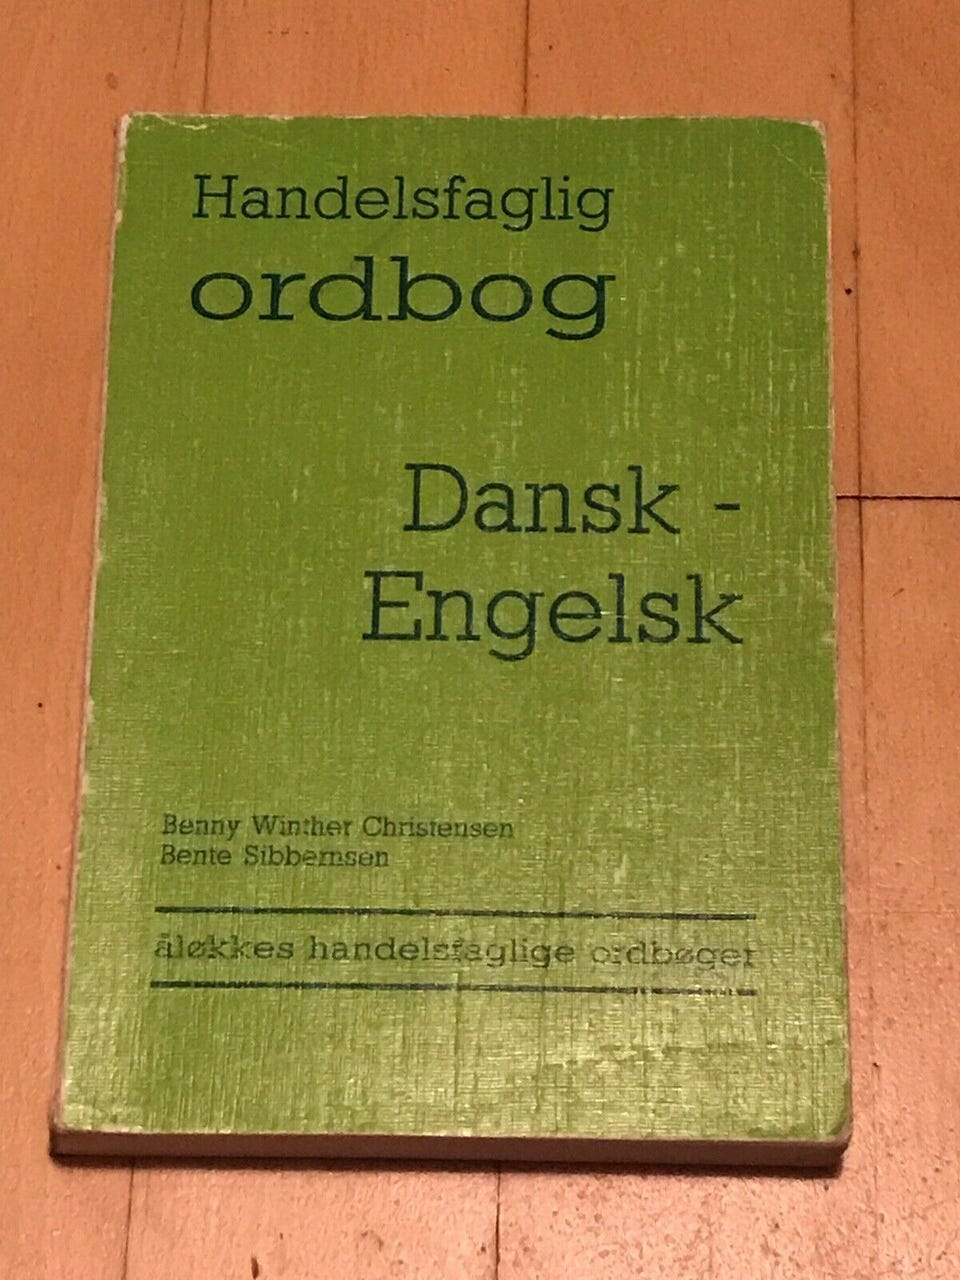 Handelsfaglig
ordbog
Dansk -
Engelsk
Benny Winther Christensen
Bente Sibbernsen
åløkkes handelsfaglige ordbøger